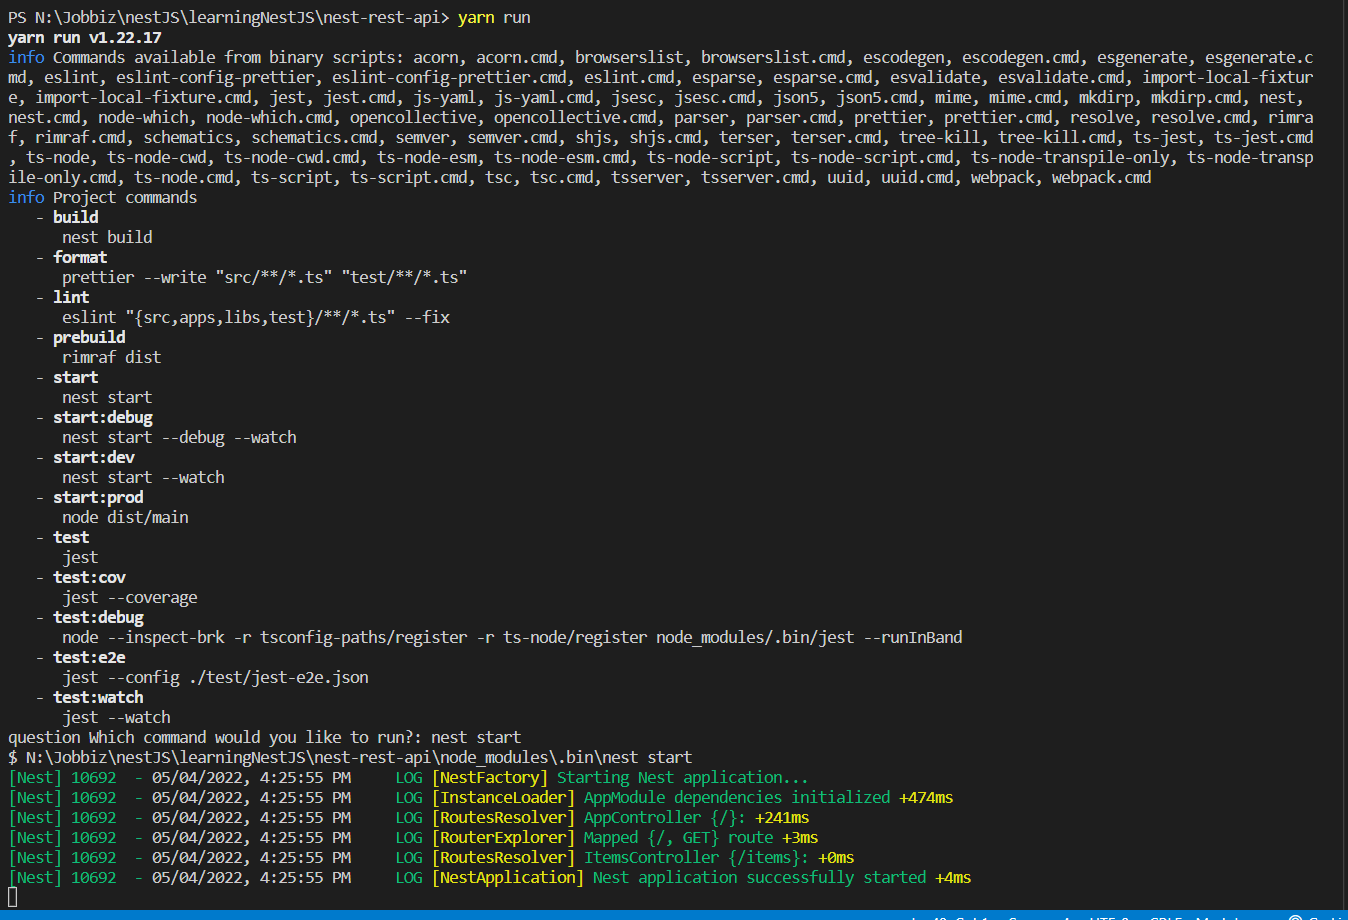 PS N:\Jobbiz\nestJS\learningNestJS\nest-rest-api> yarn run
yarn run v1.22.17
info Commands available from binary scripts: acorn, acorn.cmd, browserslist, browserslist.cmd, escodegen, escodegen.cmd, esgenerate, esgenerate.c
md, eslint, eslint-config-prettier, eslint-config-prettier.cmd, eslint.cmd, esparse, esparse.cmd, esvalidate, esvalidate.cmd, import-local-fixtur
e, import-local-fixture.cmd, jest, jest.cmd, js-yaml, js-yaml.cmd, jsesc, jsesc.cmd, json5, json5.cmd, mime, mime.cmd, mkdirp, mkdirp.cmd, nest,
nest.cmd, node-which, node-which.cmd, opencollective, opencollective.cmd, parser, parser.cmd, prettier, prettier.cmd, resolve, resolve.cmd, rimra
f, rimraf.cmd, schematics, schematics.cmd, semver, semver.cmd, shjs, shjs.cmd, terser, terser.cmd, tree-kill, tree-kill.cmd, ts-jest, ts-jest.cmd
, ts-node, ts-node-cwd, ts-node-cwd.cmd, ts-node-esm, ts-node-esm.cmd, ts-node-script, ts-node-script.cmd, ts-node-transpile-only, ts-node-transp
ile-only.cmd, ts-node.cmd, ts-script, ts-script.cmd, tsc, tsc.cmd, tsserver, tsserver.cmd, uuid, uuid.cmd, webpack, webpack.cmd
info Project commands
- build
nest build
- format
prettier --write "src/**/*.ts" "test/**/*.ts"
- lint
eslint "{src,apps,libs,test}/**/*.ts" --fix
- prebuild
rimraf dist
- start
nest start
- start:debug
nest start --debug --watch
- start:dev
nest start --watch
- start:prod
node dist/main
- test
jest
- test:cov
jest --coverage
- test:debug
node --inspect-brk -r tsconfig-paths/register -r ts-node/register node_modules/.bin/jest --runInBand
- test:e2e
jest --config ./test/jest-e2e.json
- test:watch
jest --watch
question Which command would you like to run?: nest start
$ N:\Jobbiz\nestJS\learningNestJS\nest-rest-api\node_modules\.bin\nest start
[Nest] 10692  - 05/04/2022, 4:25:55 PM     LOG [NestFactory] Starting Nest application...
[Nest] 10692  - 05/04/2022, 4:25:55 PM     LOG [InstanceLoader] AppModule dependencies initialized +474ms
[Nest] 10692  - 05/04/2022, 4:25:55 PM     LOG [RoutesResolver] AppController {/}: +241ms
[Nest] 10692  - 05/04/2022, 4:25:55 PM     LOG [RouterExplorer] Mapped {/, GET} route +3ms
[Nest] 10692  - 05/04/2022, 4:25:55 PM     LOG [RoutesResolver] ItemsController {/items}: +0ms
[Nest] 10692  - 05/04/2022, 4:25:55 PM     LOG [NestApplication] Nest application successfully started +4ms